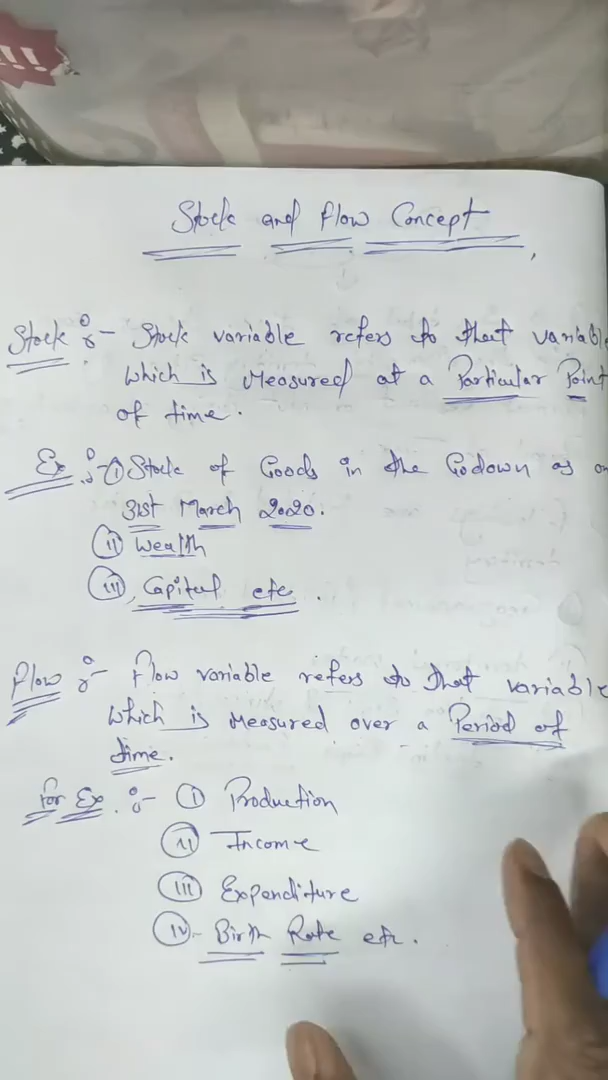 !!!
Stock and Flow Concept
Stock :- Stock variable refers to that variable
which is Measured at a Particular Point
of time.
Ex :- (i) Stock of Goods in the Godown as on
31st March 2020.
(ii) Wealth
(iii) Capital etc.
Flow :- Flow variable refers to that variable
which is Measured over a Period of
time.
For Ex. :- (i) Production
(ii) Income
(iii) Expenditure
(iv) Birth Rate etc.